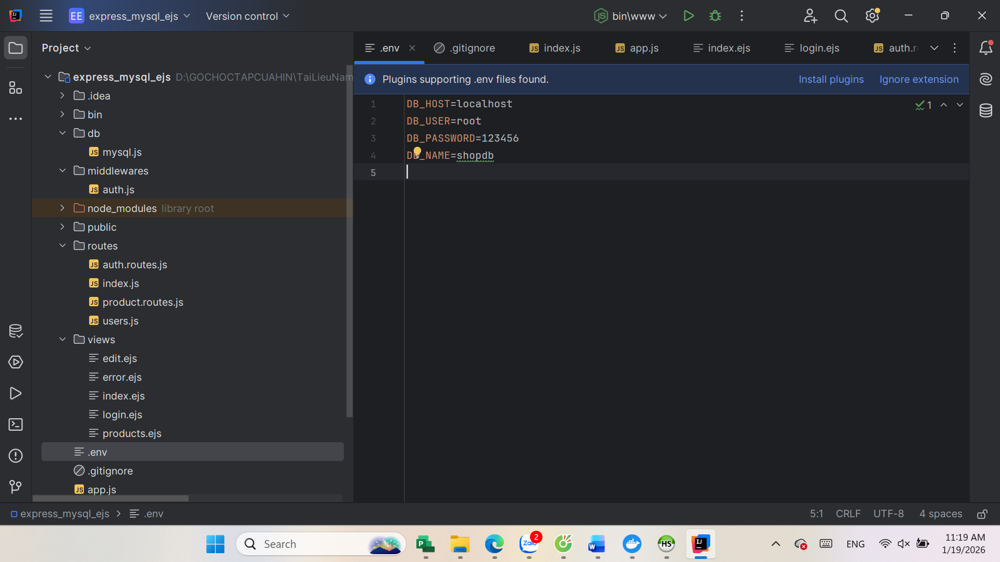 EE express_mysql_ejs Version control bin\www
Project
.env .gitignore index.js app.js index.ejs login.ejs auth.r
Plugins supporting .env files found. Install plugins Ignore extension
express_mysql_ejs D:\GOCHOCTAPCUAHIN\TaiLieuNam
.idea
bin
db
mysql.js
middlewares
auth.js
node_modules library root
public
routes
auth.routes.js
index.js
product.routes.js
users.js
views
edit.ejs
error.ejs
index.ejs
login.ejs
products.ejs
.env
.gitignore
app.js
1 DB_HOST=localhost
2 DB_USER=root
3 DB_PASSWORD=123456
4 DB_NAME=shopdb
5
1
express_mysql_ejs > .env 5:1 CRLF UTF-8 4 spaces
Search 2 Zalo HS ENG 11:19 AM
1/19/2026